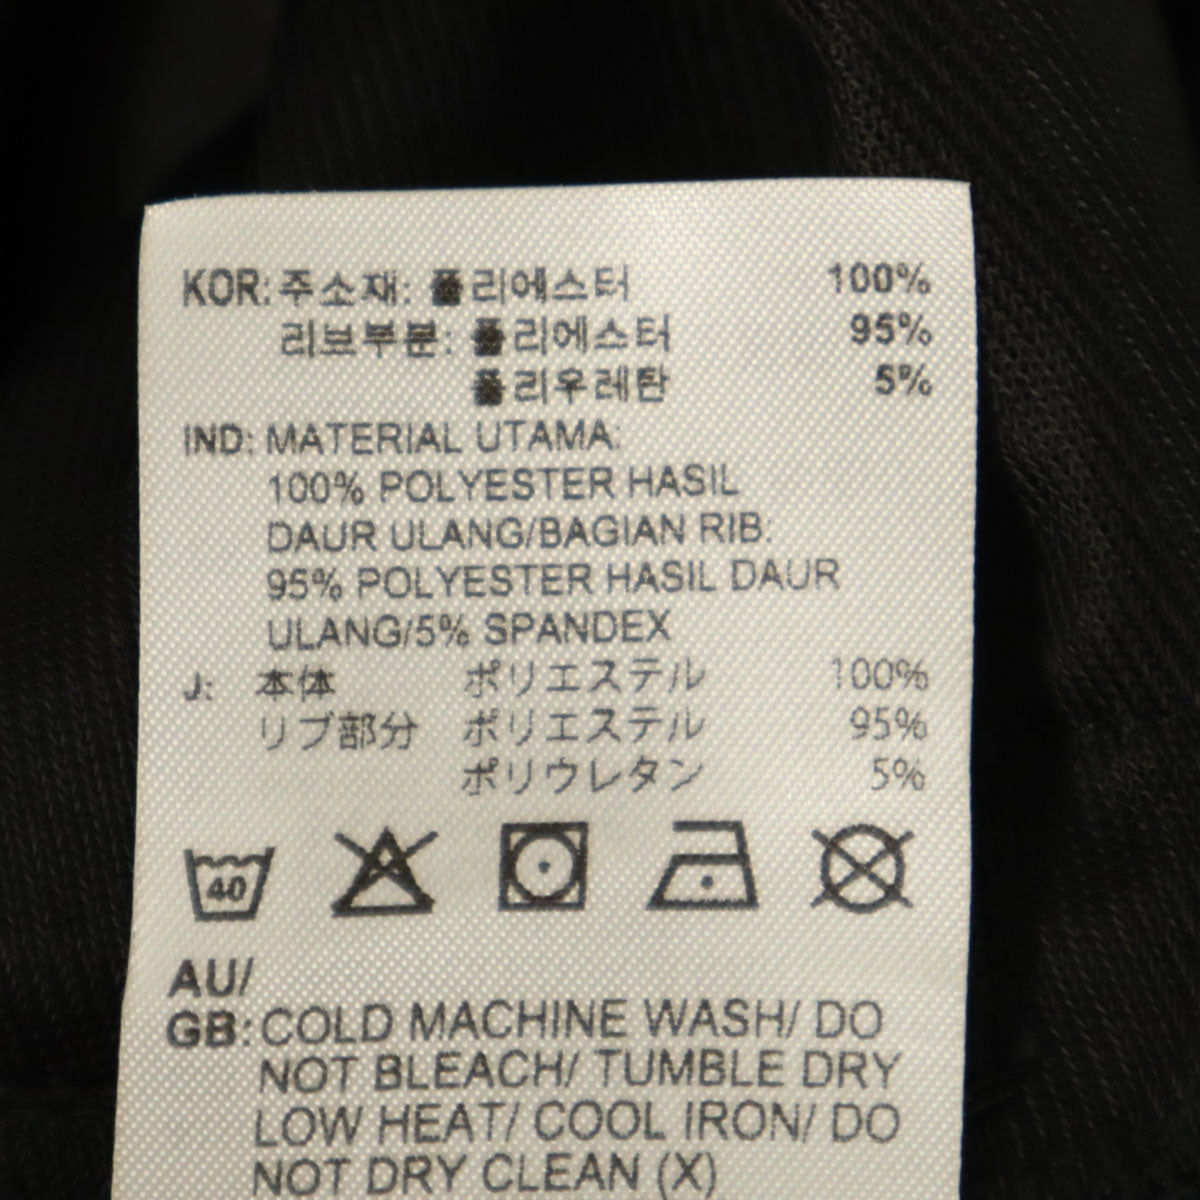 KOR: 주소재: 폴리에스터 100%
리브부분: 폴리에스터 95%
폴리우레탄 5%
IND: MATERIAL UTAMA:
100% POLYESTER HASIL
DAUR ULANG/BAGIAN RIB:
95% POLYESTER HASIL DAUR
ULANG/5% SPANDEX
J: 本体 ポリエステル 100%
リブ部分 ポリエステル 95%
ポリウレタン 5%
40
AU/
GB: COLD MACHINE WASH/ DO
NOT BLEACH/ TUMBLE DRY
LOW HEAT/ COOL IRON/ DO
NOT DRY CLEAN (X)